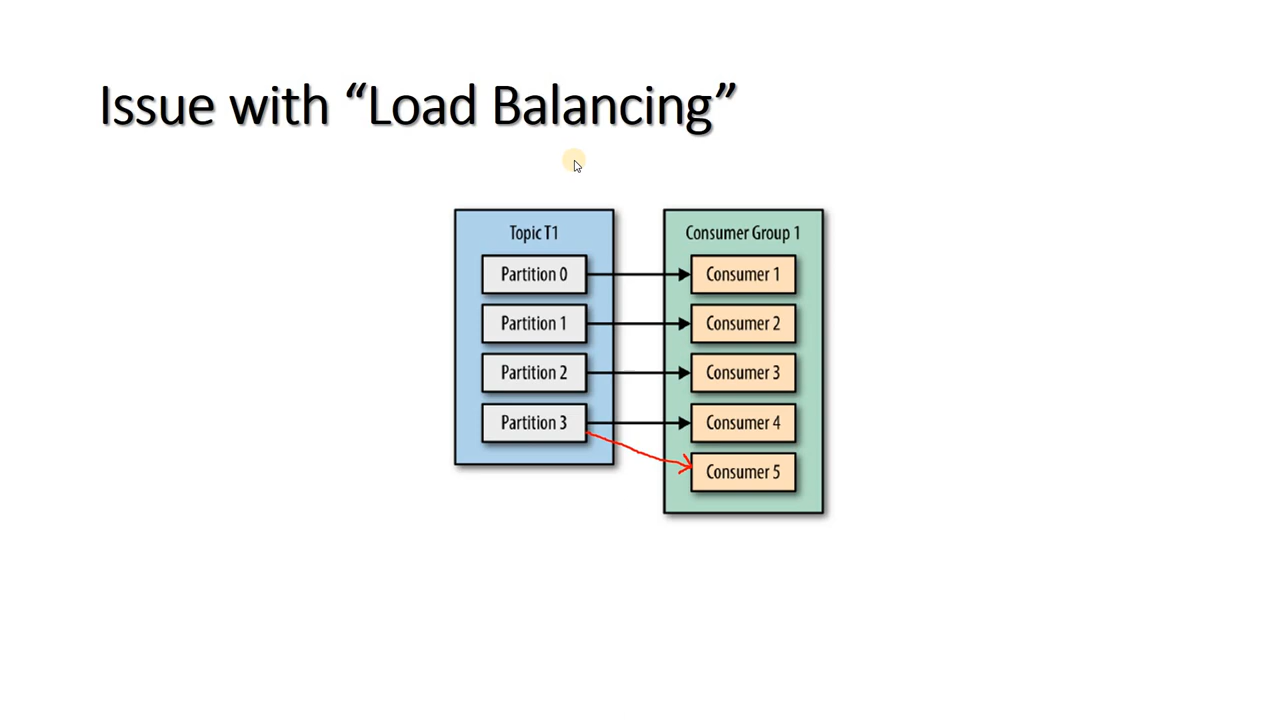 Issue with “Load Balancing”
Topic T1
Partition 0
Partition 1
Partition 2
Partition 3
Consumer Group 1
Consumer 1
Consumer 2
Consumer 3
Consumer 4
Consumer 5